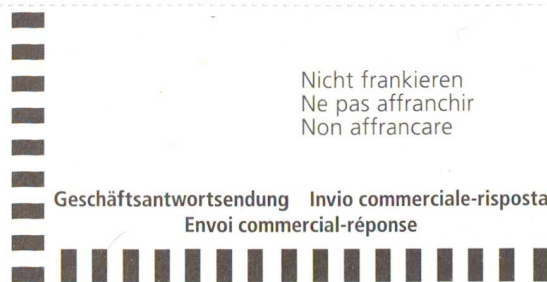 Nicht frankieren
Ne pas affranchir
Non affrancare
Geschäftsantwortsendung Invio commerciale-risposta
Envoi commercial-réponse